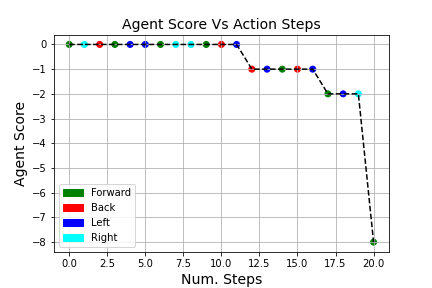 Agent Score Vs Action Steps
Agent Score
0
−1
−2
−3
−4
−5
−6
−7
−8
Forward
Back
Left
Right
0.0 2.5 5.0 7.5 10.0 12.5 15.0 17.5 20.0
Num. Steps